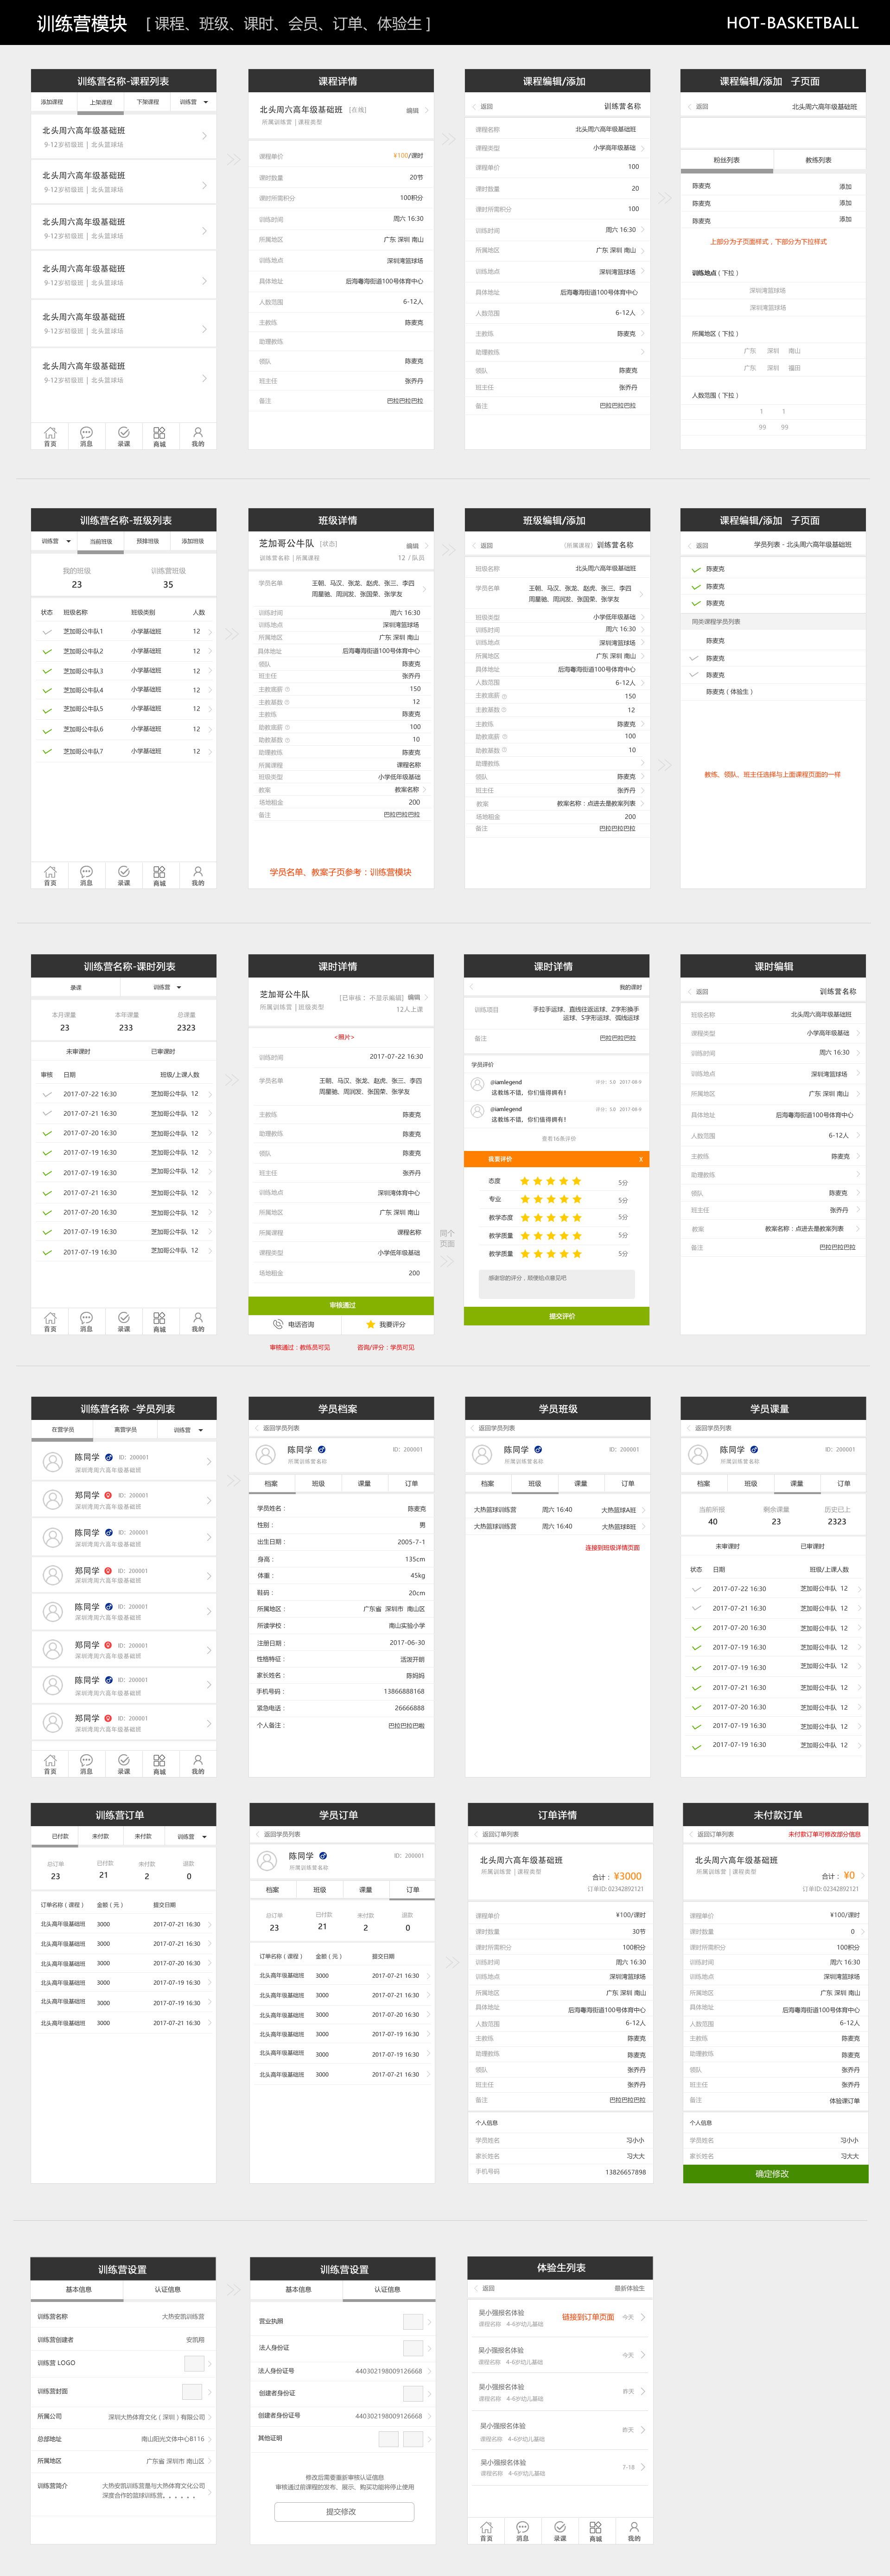 训练营模块 [ 课程、班级、课时、会员、订单、体验生 ] HOT-BASKETBALL
训练营名称-课程列表
添加课程 上架课程 下架课程 训练营
北头周六高年级基础班
9-12岁初级班 | 北头篮球场
北头周六高年级基础班
9-12岁初级班 | 北头篮球场
北头周六高年级基础班
9-12岁初级班 | 北头篮球场
北头周六高年级基础班
9-12岁初级班 | 北头篮球场
北头周六高年级基础班
9-12岁初级班 | 北头篮球场
北头周六高年级基础班
9-12岁初级班 | 北头篮球场
首页 消息 录课 商城 我的
课程详情
北头周六高年级基础班 [在线] 编辑
所属训练营 | 课程类型
课程单价 ¥100/课时
课时数量 20节
课时所需积分 100积分
训练时间 周六 16:30
所属地区 广东 深圳 南山
训练地点 深圳湾篮球场
具体地址 后海毒海街道100号体育中心
人数范围 6-12人
主教练 陈麦克
助理教练
领队 陈麦克
班主任 张乔丹
备注 巴拉巴拉巴拉
课程编辑/添加
返回 训练营名称
课程名称 北头周六高年级基础班
课程类型 小学高年级基础
课程单价 100
课时数量 20
课时所需积分 100
训练时间 周六 16:30
所属地区 广东 深圳 南山
训练地点 深圳湾篮球场
具体地址 后海毒海街道100号体育中心
人数范围 6-12人
主教练 陈麦克
助理教练
领队 陈麦克
班主任 张乔丹
备注 巴拉巴拉巴拉
课程编辑/添加 子页面
返回 北头周六高年级基础班
粉丝列表 教练列表
陈麦克 添加
陈麦克 添加
陈麦克 添加
上部分为子页面样式，下部分为下拉样式
训练地点（下拉）
深圳湾篮球场
深圳湾篮球场
所属地区（下拉）
广东 深圳 南山
广东 深圳 福田
人数范围（下拉）
1 1
99 99
训练营名称-班级列表
训练营 当前班级 预排班级 添加班级
我的班级 训练营班级
23 35
状态 班级名称 班级类别 人数
芝加哥公牛队1 小学基础班 12
芝加哥公牛队2 小学基础班 12
芝加哥公牛队3 小学基础班 12
芝加哥公牛队4 小学基础班 12
芝加哥公牛队5 小学基础班 12
芝加哥公牛队6 小学基础班 12
芝加哥公牛队7 小学基础班 12
首页 消息 录课 商城 我的
班级详情
芝加哥公牛队 [状态] 编辑
训练营名称 | 所属课程 12 / 队员
学员名单 王朝、马汉、张龙、赵虎、张三、李四
周星驰、周润发、张国荣、张学友
训练时间 周六 16:30
训练地点 深圳湾篮球场
所属地区 广东 深圳 南山
具体地址 后海毒海街道100号体育中心
领队 陈麦克
班主任 张乔丹
主教底薪 150
主教基数 12
主教练 陈麦克
助教底薪 100
助教基数 10
助理教练 陈麦克
所属课程 课程名称
班级类型 小学低年级基础
教案 教案名称
场地租金 200
备注 巴拉巴拉巴拉
学员名单、教案子页参考：训练营模块
班级编辑/添加
返回 （所属课程） 训练营名称
班级名称 北头周六高年级基础班
学员名单 王朝、马汉、张龙、赵虎、张三、李四
周星驰、周润发、张国荣、张学友
班级类型 小学低年级基础
训练时间 周六 16:30
训练地点 深圳湾篮球场
所属地区 广东 深圳 南山
具体地址 后海毒海街道100号体育中心
人数范围 6-12人
主教底薪 150
主教基数 12
主教练 陈麦克
助教底薪 100
助教基数 10
助理教练
领队 陈麦克
班主任 张乔丹
教案 教案名称：点进去是教案列表
场地租金 200
备注 巴拉巴拉巴拉
课程编辑/添加 子页面
返回 学员列表 - 北头周六高年级基础班
陈麦克
陈麦克
陈麦克
同类课程学员列表
陈麦克
陈麦克
陈麦克
陈麦克（体验生）
教练、领队、班主任选择与上面课程页面的一样
训练营名称-课时列表
录课 训练营
本月课量 本年课量 总课量
23 233 2323
未审课时 已审课时
审核 日期 班级/上课人数
2017-07-22 16:30 芝加哥公牛队 12
2017-07-21 16:30 芝加哥公牛队 12
2017-07-20 16:30 芝加哥公牛队 12
2017-07-19 16:30 芝加哥公牛队 12
2017-07-19 16:30 芝加哥公牛队 12
2017-07-21 16:30 芝加哥公牛队 12
2017-07-20 16:30 芝加哥公牛队 12
2017-07-19 16:30 芝加哥公牛队 12
2017-07-19 16:30 芝加哥公牛队 12
首页 消息 录课 商城 我的
课时详情
芝加哥公牛队 [已审核：不显示编辑] 编辑
所属训练营 | 班级类型 12人上课
<照片>
训练时间 2017-07-22 16:30
学员名单 王朝、马汉、张龙、赵虎、张三、李四
周星驰、周润发、张国荣、张学友
主教练 陈麦克
助理教练 陈麦克
领队 陈麦克
班主任 张乔丹
训练地点 深圳湾体育中心
所属地区 广东 深圳 南山
所属课程 课程名称
课程类型 小学低年级基础
场地租金 200
审核通过
电话咨询 我要评分
审核通过：教练员可见 咨询/评分：学员可见
同个
页面
课时详情
我的课时
训练项目 手拉手运球、直线往返运球、Z字形换手
运球、S字形运球、弧线运球
备注 巴拉巴拉巴拉
学员评价
@iamlegend 评分：5.0 2017-08-9
这教练不错，你们值得拥有！
@iamlegend 评分：5.0 2017-08-9
这教练不错，你们值得拥有！
查看16条评价
我要评价 X
态度 5分
专业 5分
教学态度 5分
教学质量 5分
教学质量 5分
感谢您的评分，顺便给点意见吧
提交评价
课时编辑
返回 训练营名称
班级名称 北头周六高年级基础班
课程类型 小学高年级基础
训练时间 周六 16:30
训练地点 深圳湾篮球场
所属地区 广东 深圳 南山
具体地址 后海毒海街道100号体育中心
人数范围 6-12人
主教练 陈麦克
助理教练
领队 陈麦克
班主任 张乔丹
教案 教案名称：点进去是教案列表
备注 巴拉巴拉巴拉
训练营名称 -学员列表
在营学员 离营学员 训练营
陈同学 ID：200001
深圳湾周六高年级基础班
郑同学 ID：200001
深圳湾周六高年级基础班
陈同学 ID：200001
深圳湾周六高年级基础班
郑同学 ID：200001
深圳湾周六高年级基础班
陈同学 ID：200001
深圳湾周六高年级基础班
郑同学 ID：200001
深圳湾周六高年级基础班
陈同学 ID：200001
深圳湾周六高年级基础班
郑同学 ID：200001
深圳湾周六高年级基础班
首页 消息 录课 商城 我的
学员档案
返回学员列表
陈同学 ID：200001
所属训练营名称
档案 班级 课量 订单
学员姓名： 陈麦克
性别： 男
出生日期： 2005-7-1
身高： 135cm
体重： 45kg
鞋码： 20cm
所属地区： 广东省 深圳市 南山区
所读学校： 南山实验小学
注册日期： 2017-06-30
性格特征： 活泼开朗
家长姓名： 陈妈妈
手机号码： 13866888168
紧急电话： 26666888
个人备注： 巴拉巴拉巴啦
学员班级
返回学员列表
陈同学 ID：200001
所属训练营名称
档案 班级 课量 订单
大热篮球训练营 周六 16:40 大热篮球A班
大热篮球训练营 周六 16:40 大热篮球B班
连接到班级详情页面
学员课量
返回学员列表
陈同学 ID：200001
所属训练营名称
档案 班级 课量 订单
当前所报 剩余课量 历史已上
40 23 2323
未审课时 已审课时
状态 日期 班级/上课人数
2017-07-22 16:30 芝加哥公牛队 12
2017-07-21 16:30 芝加哥公牛队 12
2017-07-20 16:30 芝加哥公牛队 12
2017-07-19 16:30 芝加哥公牛队 12
2017-07-19 16:30 芝加哥公牛队 12
2017-07-21 16:30 芝加哥公牛队 12
2017-07-20 16:30 芝加哥公牛队 12
2017-07-19 16:30 芝加哥公牛队 12
2017-07-19 16:30 芝加哥公牛队 12
训练营订单
已付款 未付款 未付款 训练营
总订单 已付款 未付款 退款
23 21 2 0
订单名称（课程） 金额（元） 提交日期
北头高年级基础班 3000 2017-07-21 16:30
北头高年级基础班 3000 2017-07-21 16:30
北头高年级基础班 3000 2017-07-20 16:30
北头高年级基础班 3000 2017-07-19 16:30
北头高年级基础班 3000 2017-07-19 16:30
北头高年级基础班 3000 2017-07-21 16:30
学员订单
返回学员列表
陈同学 ID：200001
所属训练营名称
档案 班级 课量 订单
总订单 已付款 未付款 退款
23 21 2 0
订单名称（课程） 金额（元） 提交日期
北头高年级基础班 3000 2017-07-21 16:30
北头高年级基础班 3000 2017-07-21 16:30
北头高年级基础班 3000 2017-07-20 16:30
北头高年级基础班 3000 2017-07-19 16:30
北头高年级基础班 3000 2017-07-19 16:30
北头高年级基础班 3000 2017-07-21 16:30
订单详情
返回订单列表
北头周六高年级基础班
所属训练营 | 课程类型
合计： ¥3000
订单ID: 02342892121
课程单价 ¥100/课时
课时数量 30节
课时所需积分 100积分
训练时间 周六 16:30
训练地点 深圳湾篮球场
所属地区 广东 深圳 南山
具体地址 后海毒海街道100号体育中心
人数范围 6-12人
主教练 陈麦克
助理教练 陈麦克
领队 张乔丹
班主任 张乔丹
备注 巴拉巴拉巴拉
个人信息
学员姓名 习小小
家长姓名 习大大
手机号码 13826657898
未付款订单
返回订单列表 未付款订单可修改部分信息
北头周六高年级基础班
所属训练营 | 课程类型
合计： ¥0
订单ID: 02342892121
课程单价 ¥100/课时
课时数量 0
课时所需积分 100积分
训练时间 周六 16:30
训练地点 深圳湾篮球场
所属地区 广东 深圳 南山
具体地址 后海毒海街道100号体育中心
人数范围 6-12人
主教练 陈麦克
助理教练 陈麦克
领队 张乔丹
班主任 张乔丹
备注 体验课订单
个人信息
学员姓名 习小小
家长姓名 习大大
确定修改
训练营设置
基本信息 认证信息
训练营名称 大热安凯训练营
训练营创建者 安凯翔
训练营 LOGO
训练营封面
所属公司 深圳大热体育文化（深圳）有限公司
总部地址 南山阳光文体中心B116
所属地区 广东省 深圳市 南山区
训练营简介 大热安凯训练营是与大热体育文化公司
深度合作的篮球训练营。。。。。。
训练营设置
基本信息 认证信息
营业执照
法人身份证
法人身份证号 440302198009126668
创建者身份证
创建者身份证号 440302198009126668
其他证明
修改后需要重新审核认证信息
审核通过前课程的发布、展示、购买功能将停止使用
提交修改
体验生列表
返回 最新体验生
吴小强报名体验 链接到订单页面 今天
课程名称 4-6岁幼儿基础
吴小强报名体验 今天
课程名称 4-6岁幼儿基础
吴小强报名体验 昨天
课程名称 4-6岁幼儿基础
吴小强报名体验 昨天
课程名称 4-6岁幼儿基础
吴小强报名体验 7-18
课程名称 4-6岁幼儿基础
首页 消息 录课 商城 我的